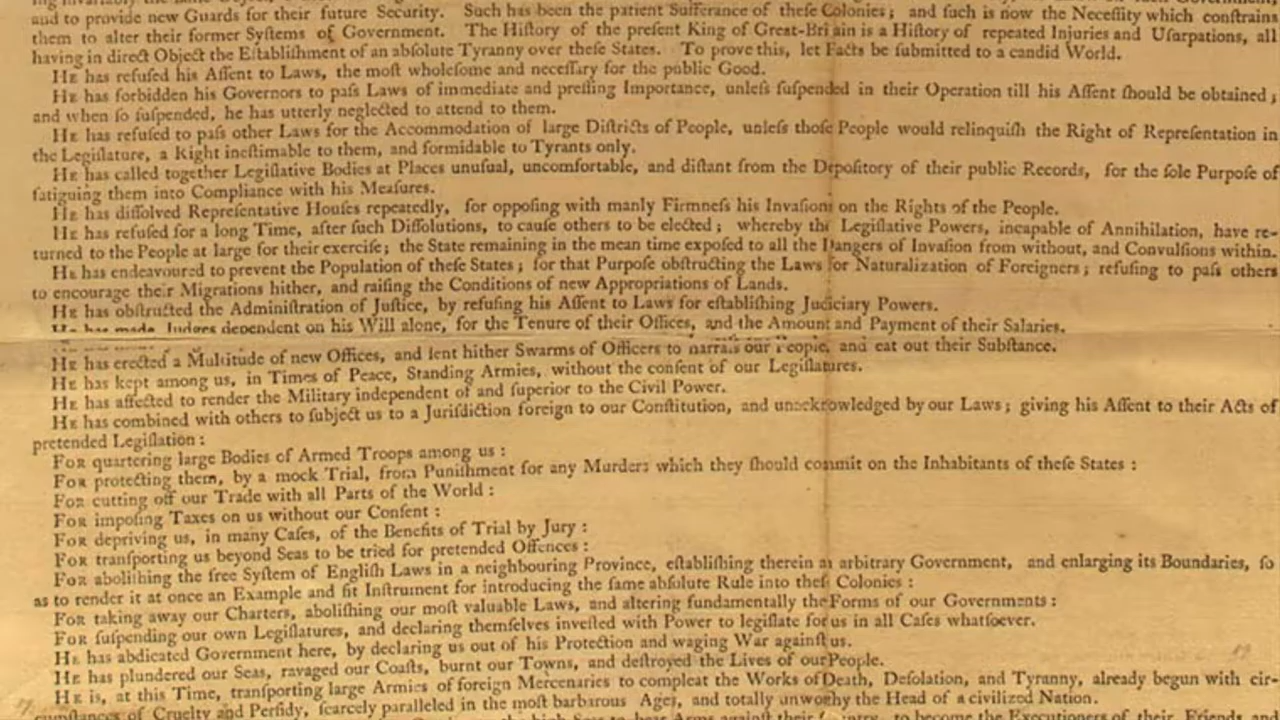 and to provide new Guards for their future Security. Such has been the patient Sufferance of theſe Colonies; and ſuch is now the Neceſſity which conſtrains
them to alter their former Syſtems of Government. The Hiſtory of the preſent King of Great-Bri ain is a Hiſtory of repeated Injuries and Uſurpations, all
having in direct Object the Eſtabliſhment of an abſolute Tyranny over theſe States. To prove this, let Facts be ſubmitted to a candid World.
HE has refuſed his Aſſent to Laws, the moſt wholeſome and neceſſary for the public Good.
HE has forbidden his Governors to paſs Laws of immediate and preſſing Importance, unleſs ſuſpended in their Operation till his Aſſent ſhould be obtained;
and when ſo ſuſpended, he has utterly neglected to attend to them.
HE has refuſed to paſs other Laws for the Accommodation of large Diſtricts of People, unleſs thoſe People would relinquiſh the Right of Repreſentation in
the Legiſlature, a Right ineſtimable to them, and formidable to Tyrants only.
HE has called together Legiſlative Bodies at Places unuſual, uncomfortable, and diſtant from the Depoſitory of their public Records, for the ſole Purpoſe of
fatiguing them into Compliance with his Meaſures.
HE has diſſolved Repreſentative Houſes repeatedly, for oppoſing with manly Firmneſs his Invaſions on the Rights of the People.
HE has refuſed for a long Time, after ſuch Diſſolutions, to cauſe others to be elected; whereby the Legiſlative Powers, incapable of Annihilation, have re-
turned to the People at large for their exerciſe; the State remaining in the mean time expoſed to all the Dangers of Invaſion from without, and Convulſions within.
HE has endeavoured to prevent the Population of theſe States; for that Purpoſe obſtructing the Laws for Naturalization of Foreigners; refuſing to paſs others
to encourage their Migrations hither, and raiſing the Conditions of new Appropriations of Lands.
HE has obſtructed the Adminiſtration of Juſtice, by refuſing his Aſſent to Laws for eſtabliſhing Judiciary Powers.
HE has made Judges dependent on his Will alone, for the Tenure of their Offices, and the Amount and Payment of their Salaries.
HE has erected a Multitude of new Offices, and ſent hither Swarms of Officers to harraſs our People, and eat out their Subſtance.
HE has kept among us, in Times of Peace, Standing Armies, without the conſent of our Legiſlatures.
HE has affected to render the Military independent of and ſuperior to the Civil Power.
HE has combined with others to ſubject us to a Juriſdiction foreign to our Conſtitution, and unacknowledged by our Laws; giving his Aſſent to their Acts of
pretended Legiſlation:
FOR quartering large Bodies of Armed Troops among us:
FOR protecting them, by a mock Trial, from Puniſhment for any Murders which they ſhould commit on the Inhabitants of theſe States:
FOR cutting off our Trade with all Parts of the World:
FOR impoſing Taxes on us without our Conſent:
FOR depriving us, in many Caſes, of the Benefits of Trial by Jury:
FOR tranſporting us beyond Seas to be tried for pretended Offences:
FOR aboliſhing the free Syſtem of Engliſh Laws in a neighbouring Province, eſtabliſhing therein an arbitrary Government, and enlarging its Boundaries, ſo
as to render it at once an Example and fit Inſtrument for introducing the ſame abſolute Rule into theſe Colonies:
FOR taking away our Charters, aboliſhing our moſt valuable Laws, and altering fundamentally the Forms of our Governments:
FOR ſuſpending our own Legiſlatures, and declaring themſelves inveſted with Power to legiſlate for us in all Caſes whatſoever.
HE has abdicated Government here, by declaring us out of his Protection and waging War againſt us.
HE has plundered our Seas, ravaged our Coaſts, burnt our Towns, and deſtroyed the Lives of our People.
HE is, at this Time, tranſporting large Armies of foreign Mercenaries to compleat the Works of Death, Deſolation, and Tyranny, already begun with cir-
cumſtances of Cruelty and Perfidy, ſcarcely paralleled in the moſt barbarous Ages, and totally unworthy the Head of a civilized Nation.
to become the Executioners of their Friends and